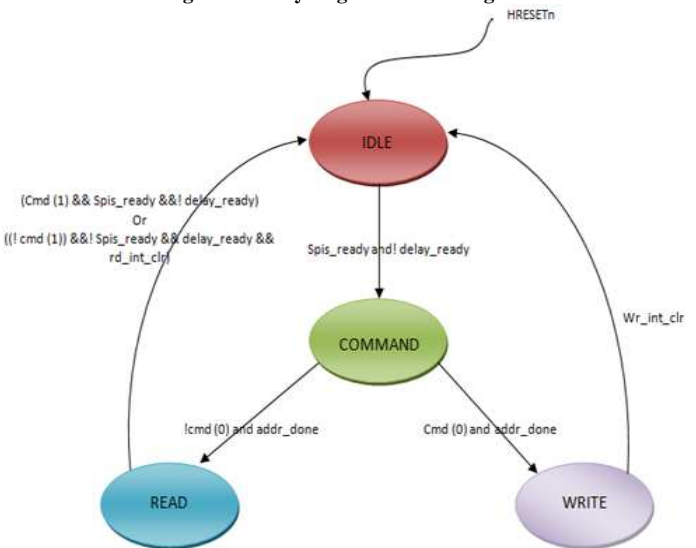 HRESETn
IDLE
(Cmd (1) && Spis_ready &&! delay_ready)
Or
((! cmd (1)) &&! Spis_ready && delay_ready &&
rd_int_clr)
Spis_ready and! delay_ready
Wr_int_clr
COMMAND
!cmd (0) and addr_done
Cmd (0) and addr_done
READ
WRITE